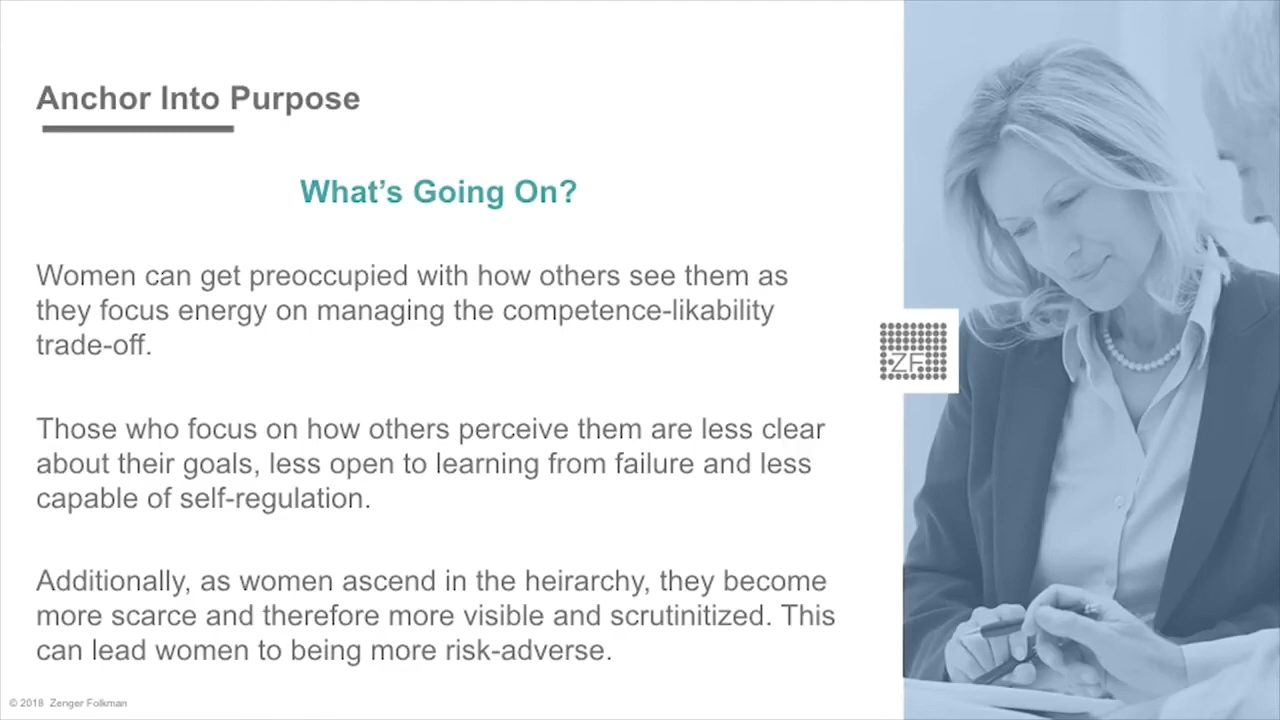 Anchor Into Purpose
What’s Going On?
Women can get preoccupied with how others see them as
they focus energy on managing the competence-likability
trade-off.
Those who focus on how others perceive them are less clear
about their goals, less open to learning from failure and less
capable of self-regulation.
Additionally, as women ascend in the heirarchy, they become
more scarce and therefore more visible and scrutinitized. This
can lead women to being more risk-adverse.
ZF
© 2018 Zenger Folkman